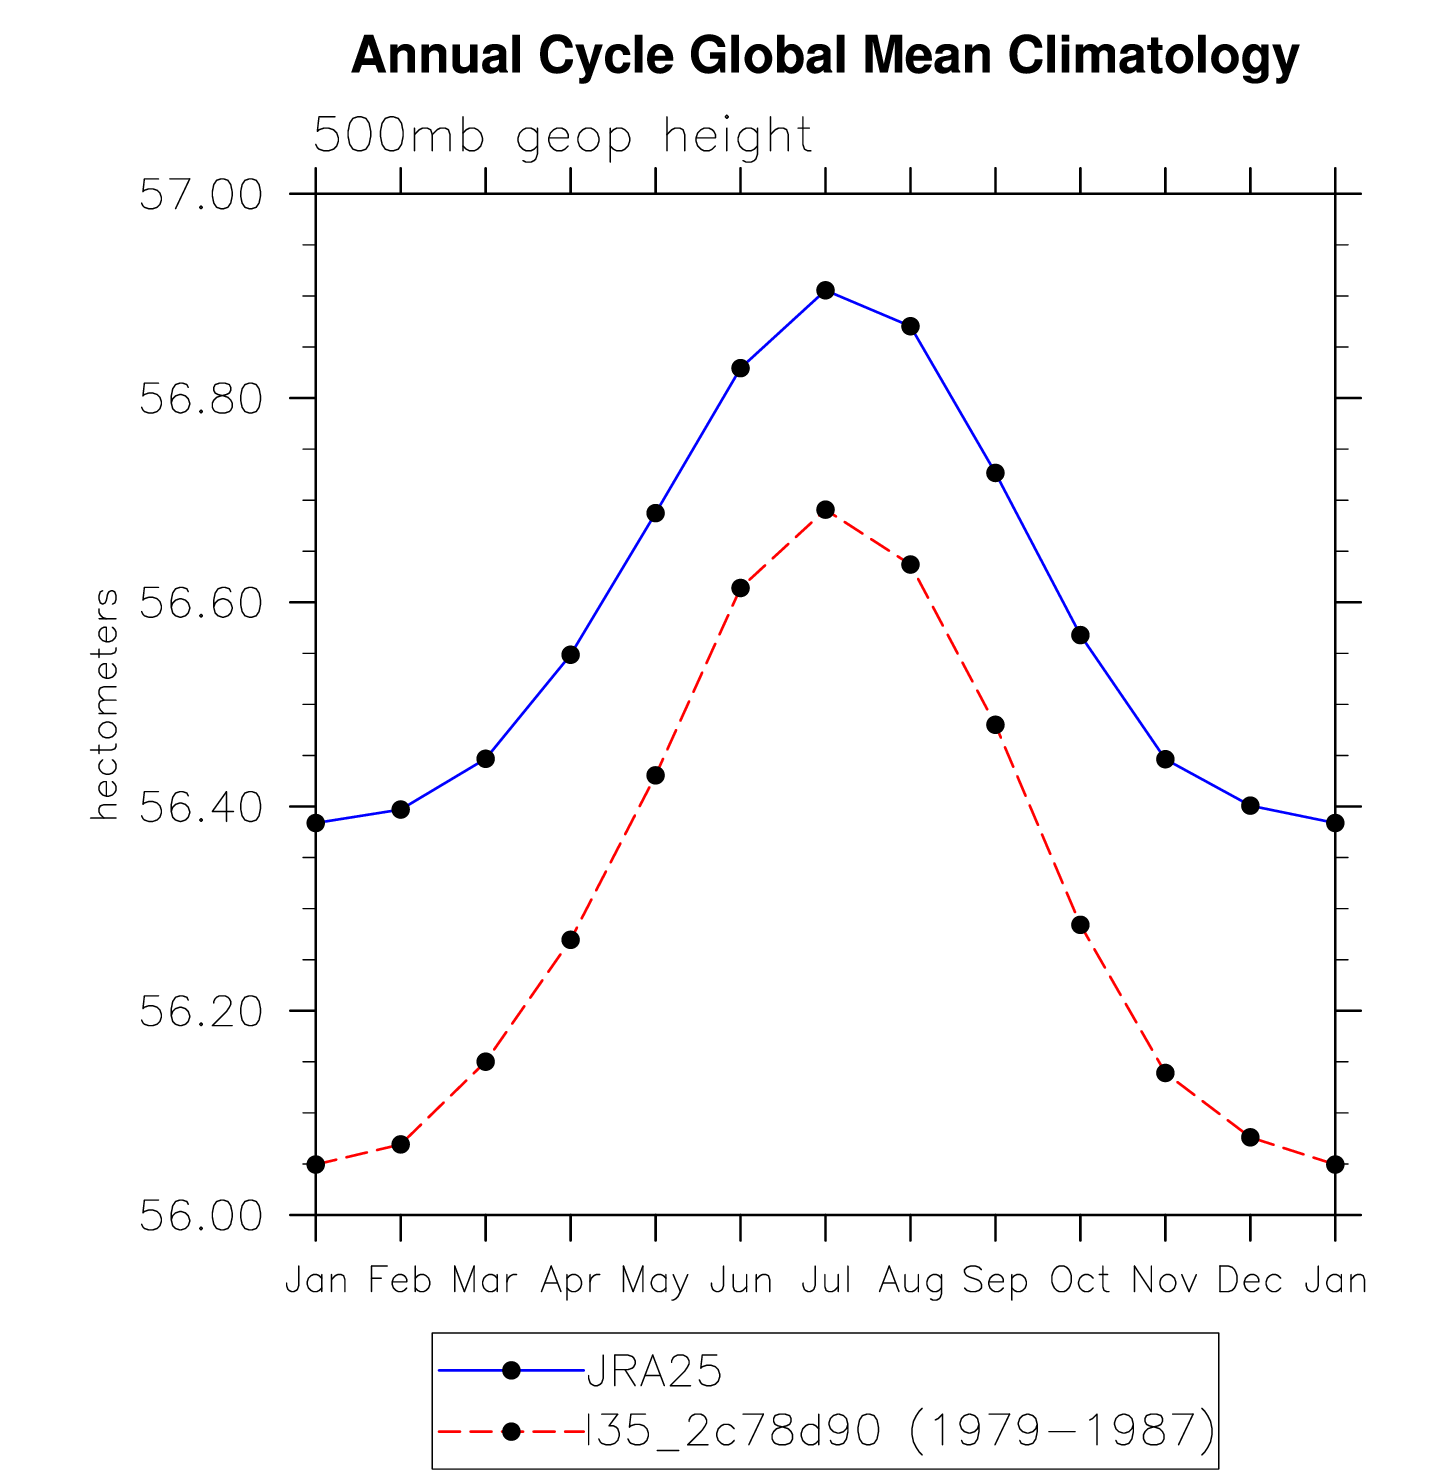 Annual Cycle Global Mean Climatology
500mb geop height
57.00
56.80
56.60
56.40
56.20
56.00
hectometers
Jan Feb Mar Apr May Jun Jul Aug Sep Oct Nov Dec Jan
JRA25
I35_2c78d90 (1979-1987)